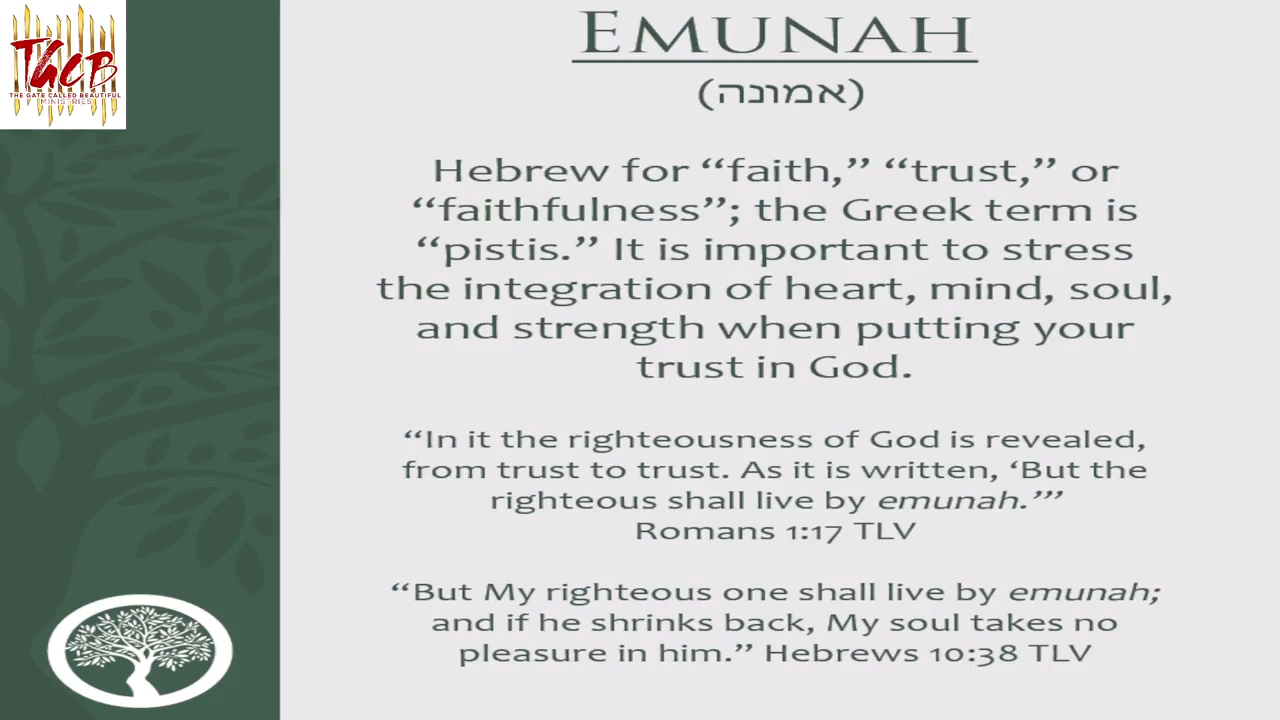 TGCB
THE GATE CALLED BEAUTIFUL
MINISTRIES
EMUNAH
(אמונה)
Hebrew for “faith,” “trust,” or
“faithfulness”; the Greek term is
“pistis.” It is important to stress
the integration of heart, mind, soul,
and strength when putting your
trust in God.
“In it the righteousness of God is revealed,
from trust to trust. As it is written, ‘But the
righteous shall live by emunah.’”
Romans 1:17 TLV
“But My righteous one shall live by emunah;
and if he shrinks back, My soul takes no
pleasure in him.” Hebrews 10:38 TLV